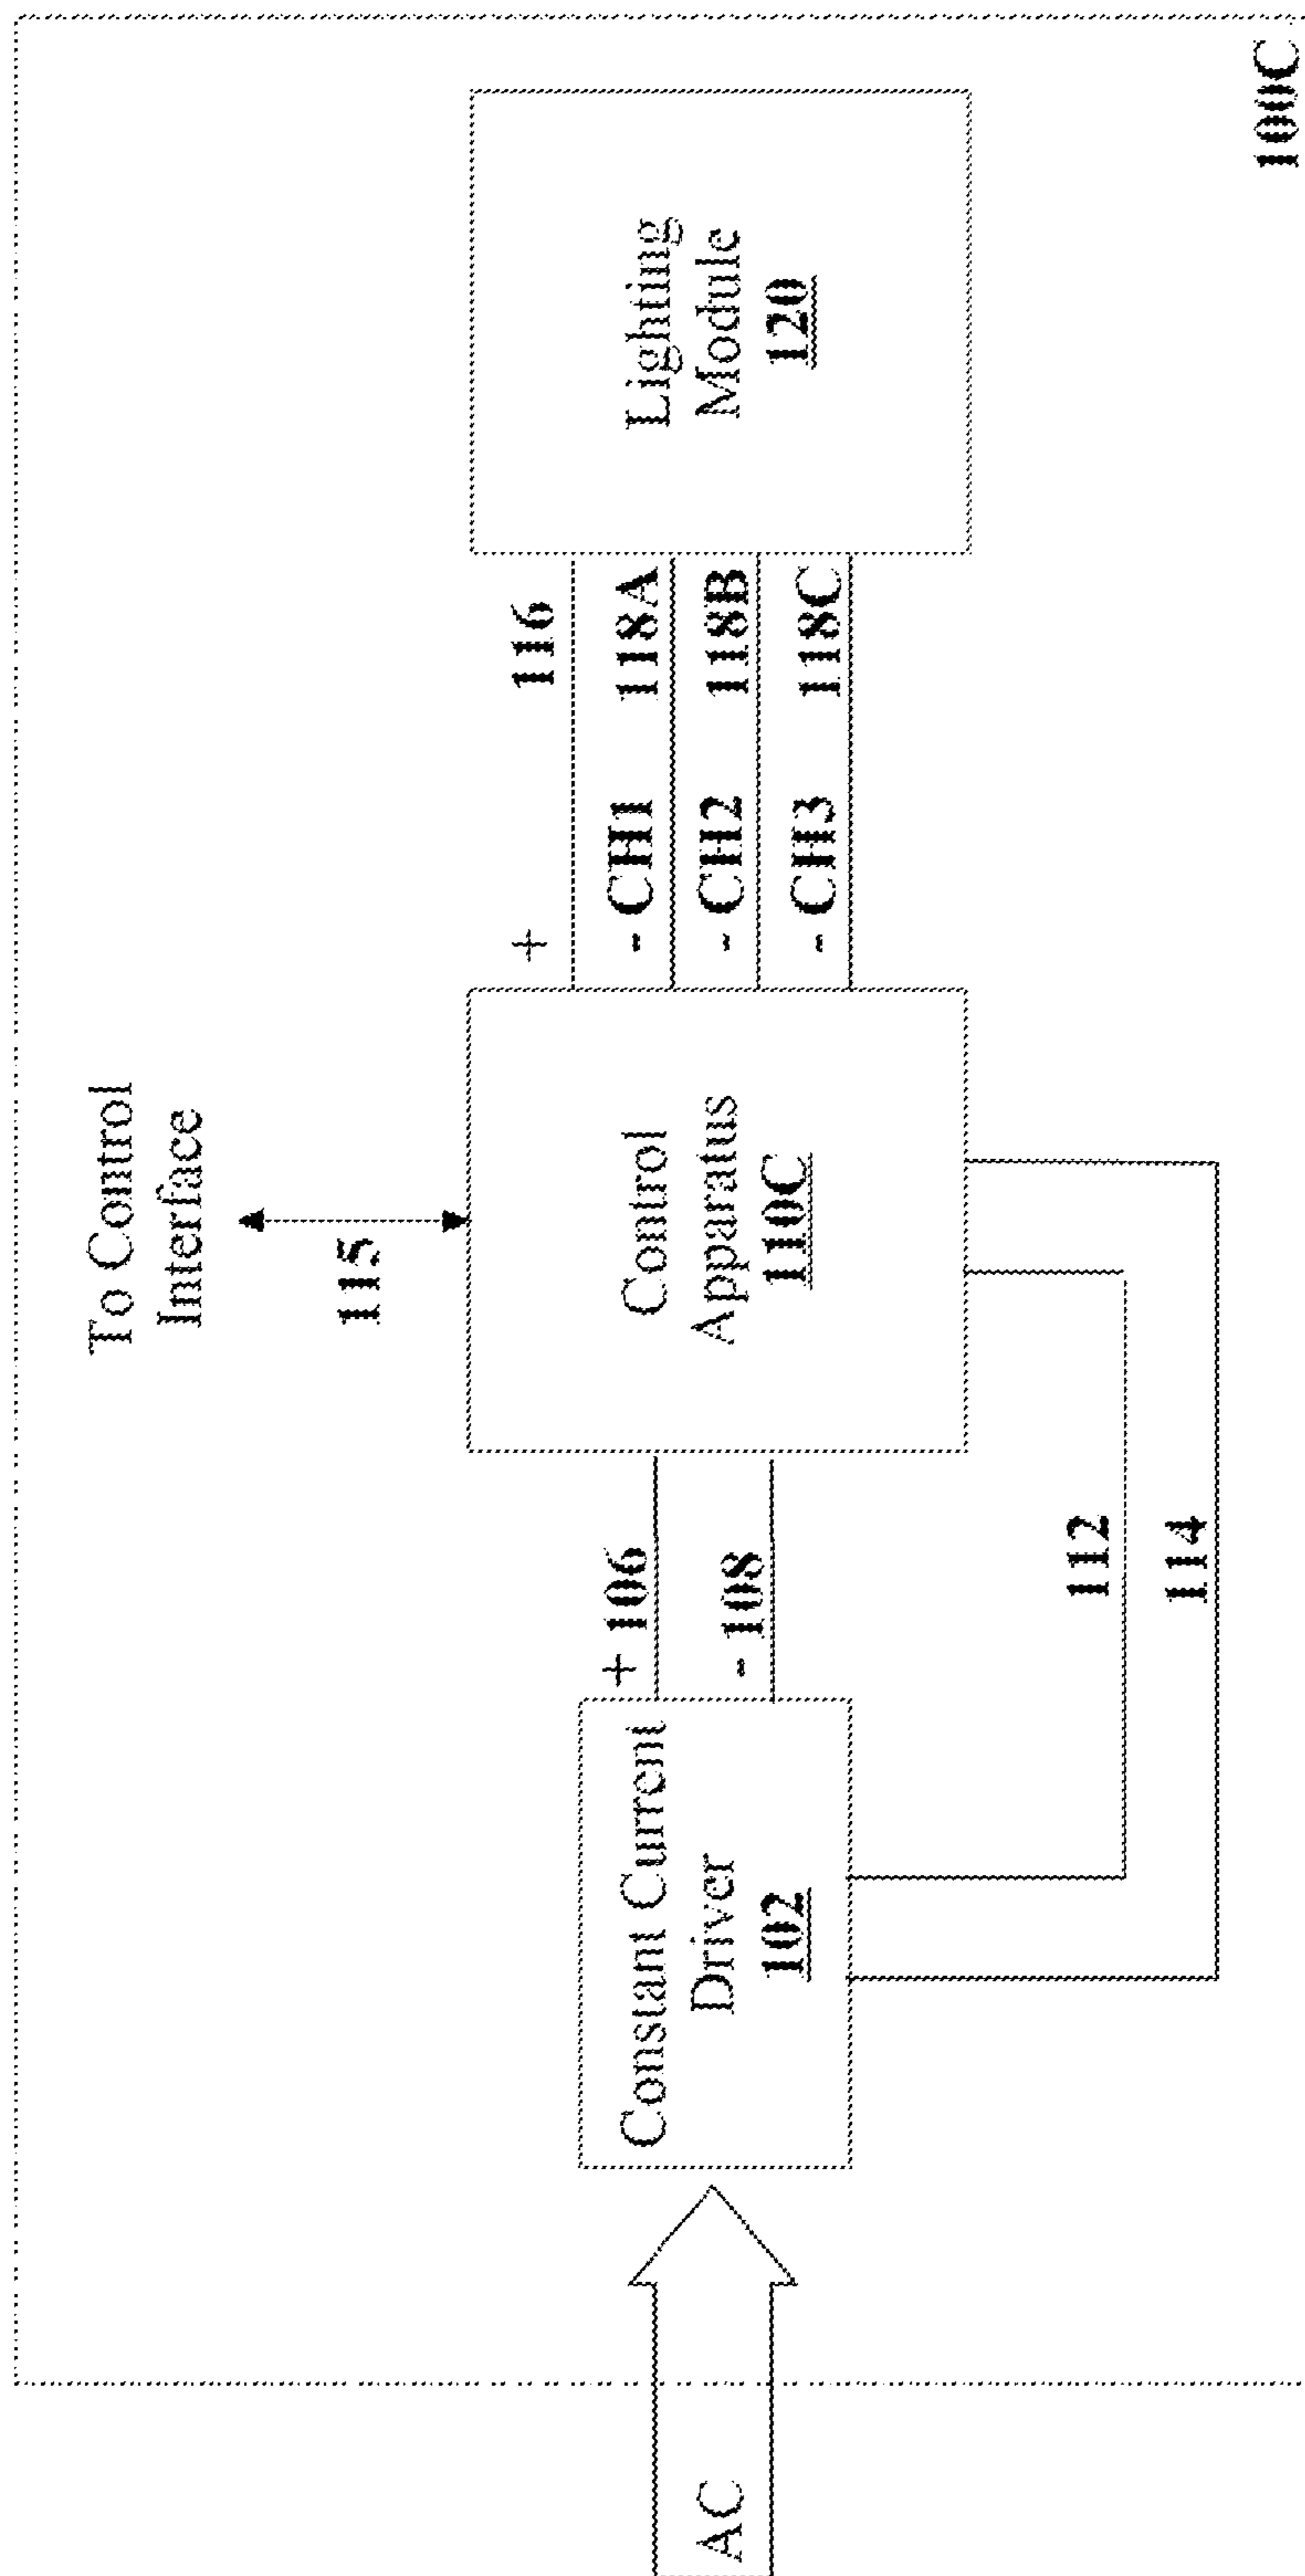 To Control
Interface
115
AC
Constant Current
Driver
102
+ 106
- 108
Control
Apparatus
110C
+
116
- CH1
118A
- CH2
118B
- CH3
118C
Lighting
Module
120
112
114
100C